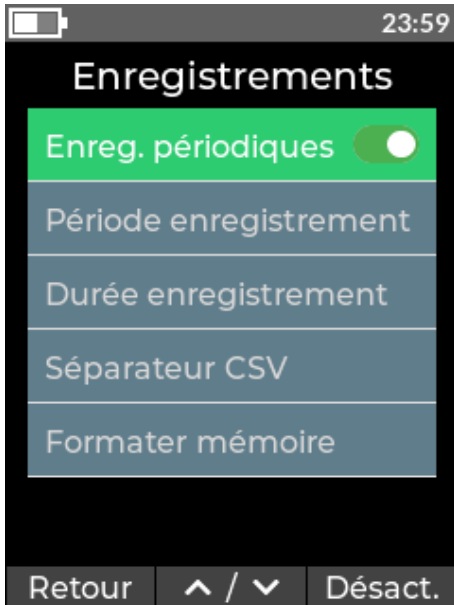 23:59
Enregistrements
Enreg. périodiques
Période enregistrement
Durée enregistrement
Séparateur CSV
Formater mémoire
Retour / Désact.